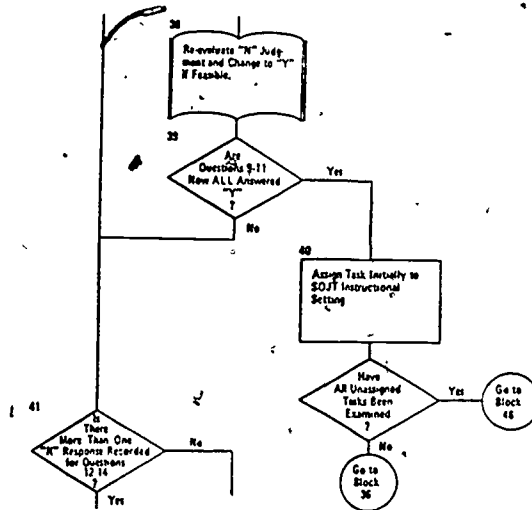 38
Re-evaluate "N" Judg-
ment and Change to "Y"
If Feasible.
39
Are
Questions 9-11
Now ALL Answered
"Y"
?
Yes
No
40
Assign Task Initially to
SOJT Instructional
Setting
Have
All Unassigned
Tasks Been
Examined
?
Yes
Go to
Block
46
No
Go to
Block
36
41
Is
There
More Than One
"N" Response Recorded
for Questions
12-14
?
No
Yes